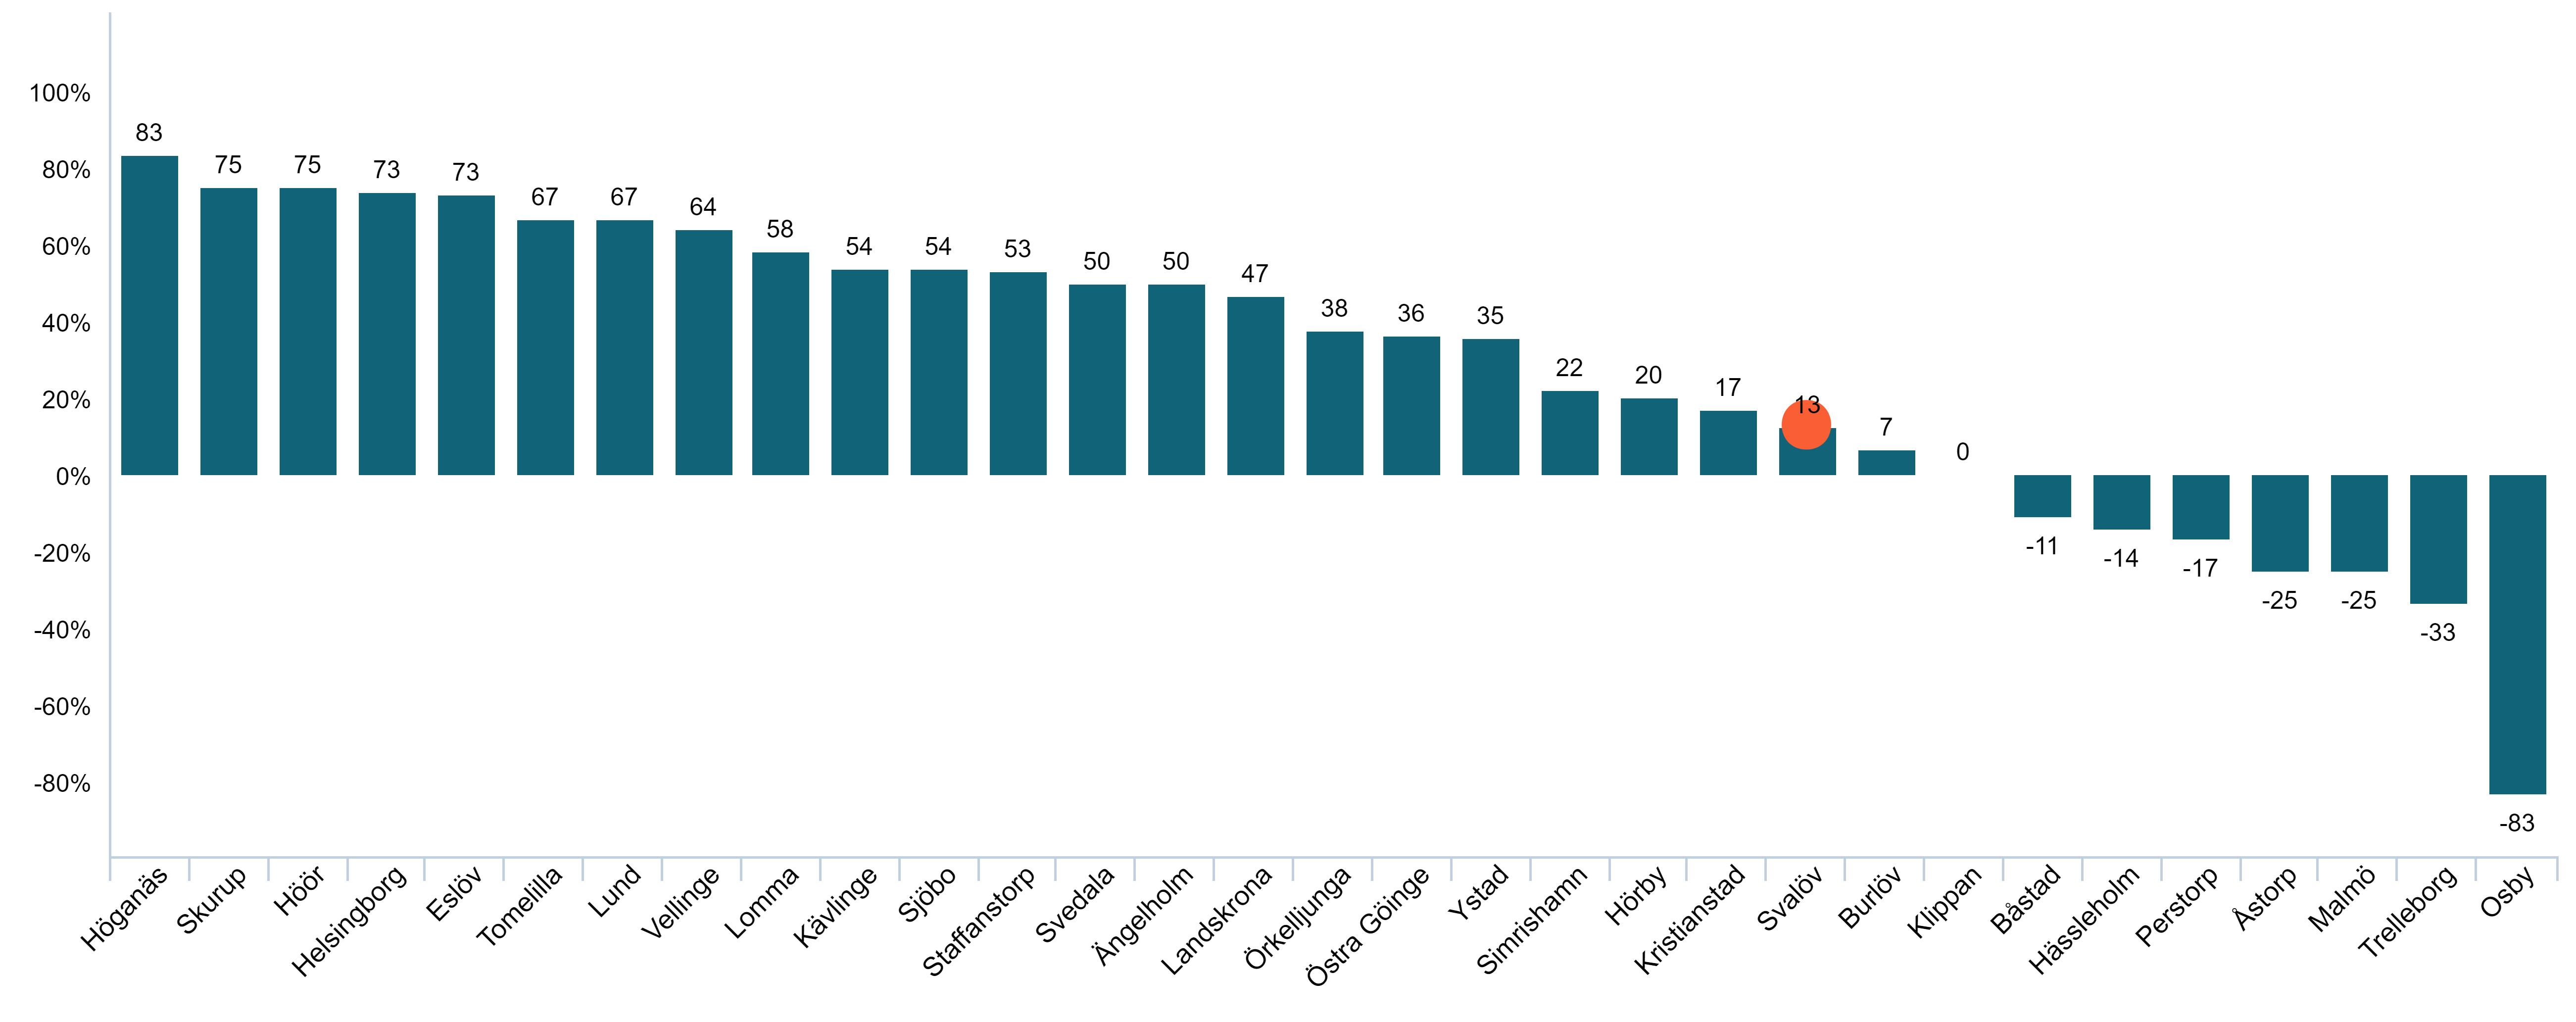 100%
80%
60%
40%
20%
0%
-20%
-40%
-60%
-80%
83
75
75
73
73
67
67
64
58
54
54
53
50
50
47
38
36
35
22
20
17
13
7
0
-11
-14
-17
-25
-25
-33
-83
Höganäs
Skurup
Höör
Helsingborg
Eslöv
Tomelilla
Lund
Vellinge
Lomma
Kävlinge
Sjöbo
Staffanstorp
Svedala
Ängelholm
Landskrona
Örkelljunga
Östra Göinge
Ystad
Simrishamn
Hörby
Kristianstad
Svalöv
Burlöv
Klippan
Båstad
Hässleholm
Perstorp
Åstorp
Malmö
Trelleborg
Osby